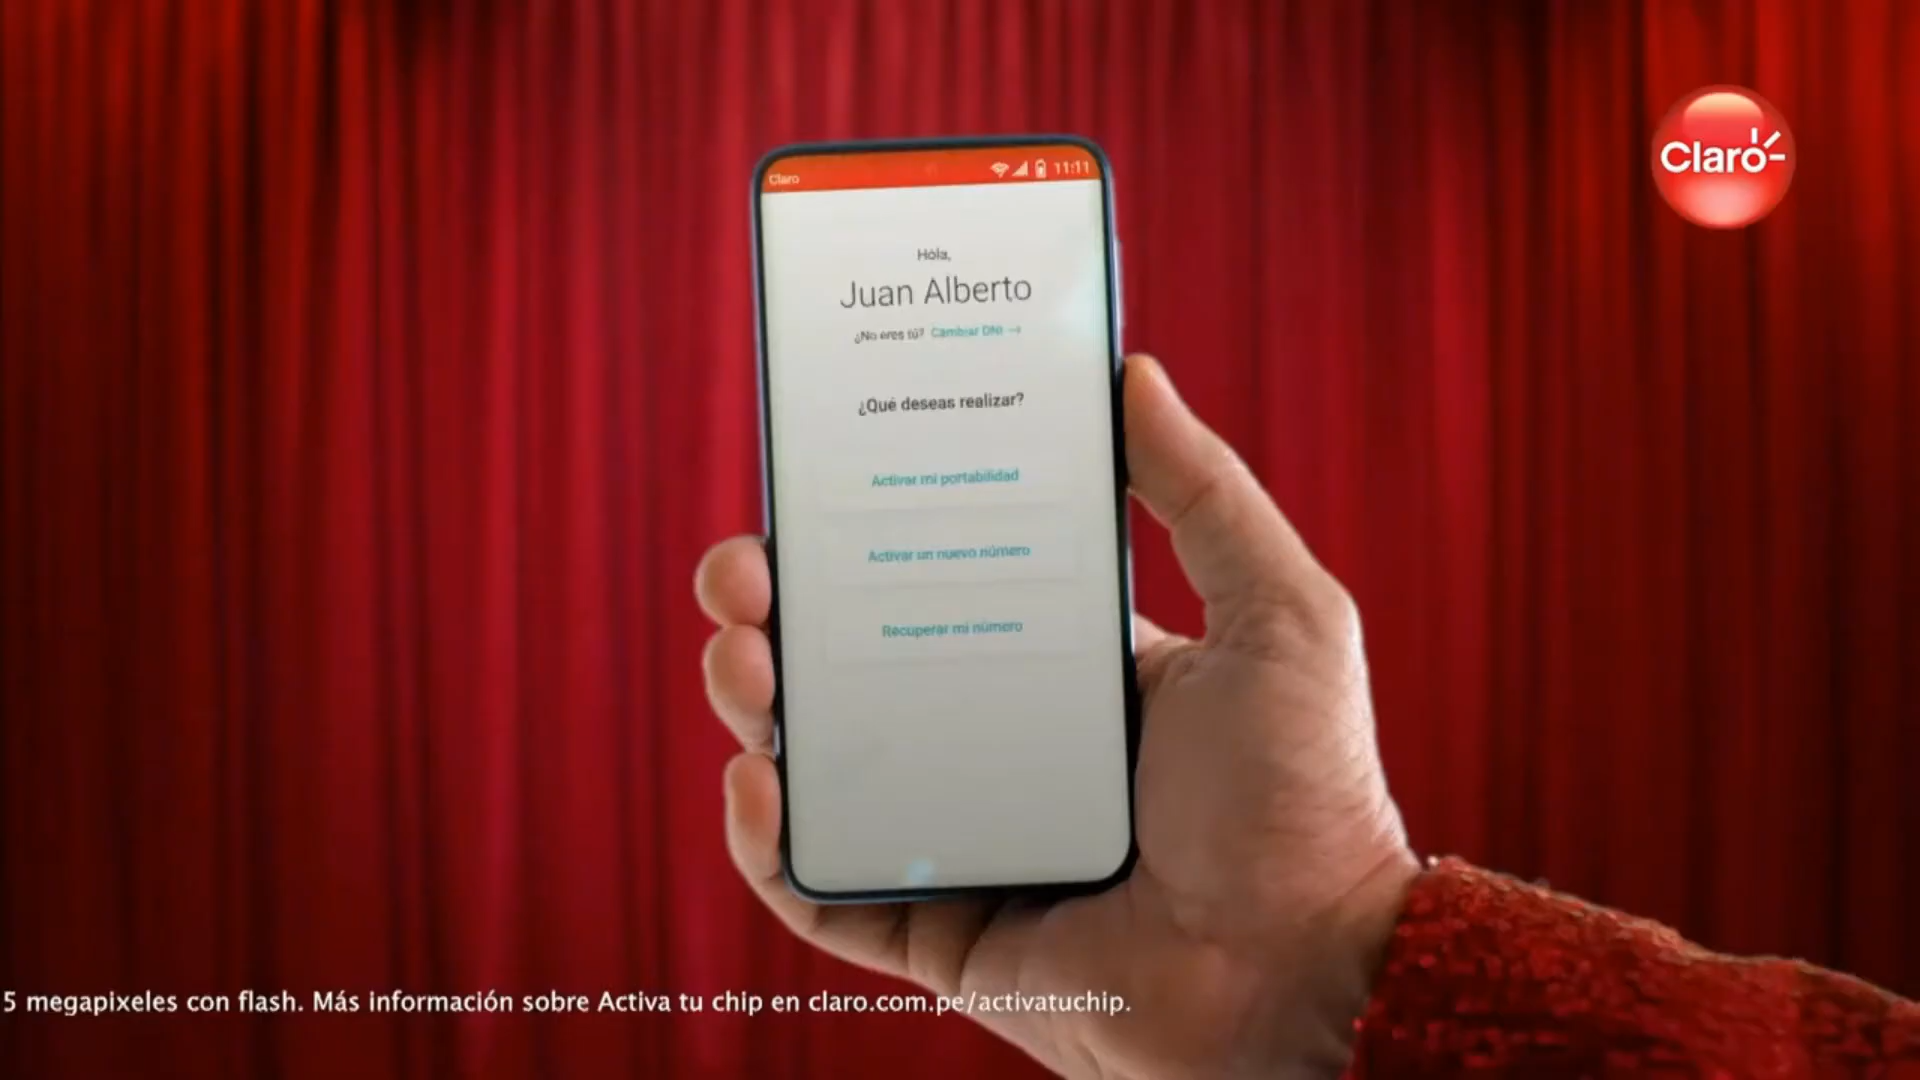 Claro
Claro 11:11
Hola,
Juan Alberto
¿No eres tú? Cambiar DNI →
¿Qué deseas realizar?
Activar mi portabilidad
Activar un nuevo número
Recuperar mi número
5 megapixeles con flash. Más información sobre Activa tu chip en claro.com.pe/activatuchip.